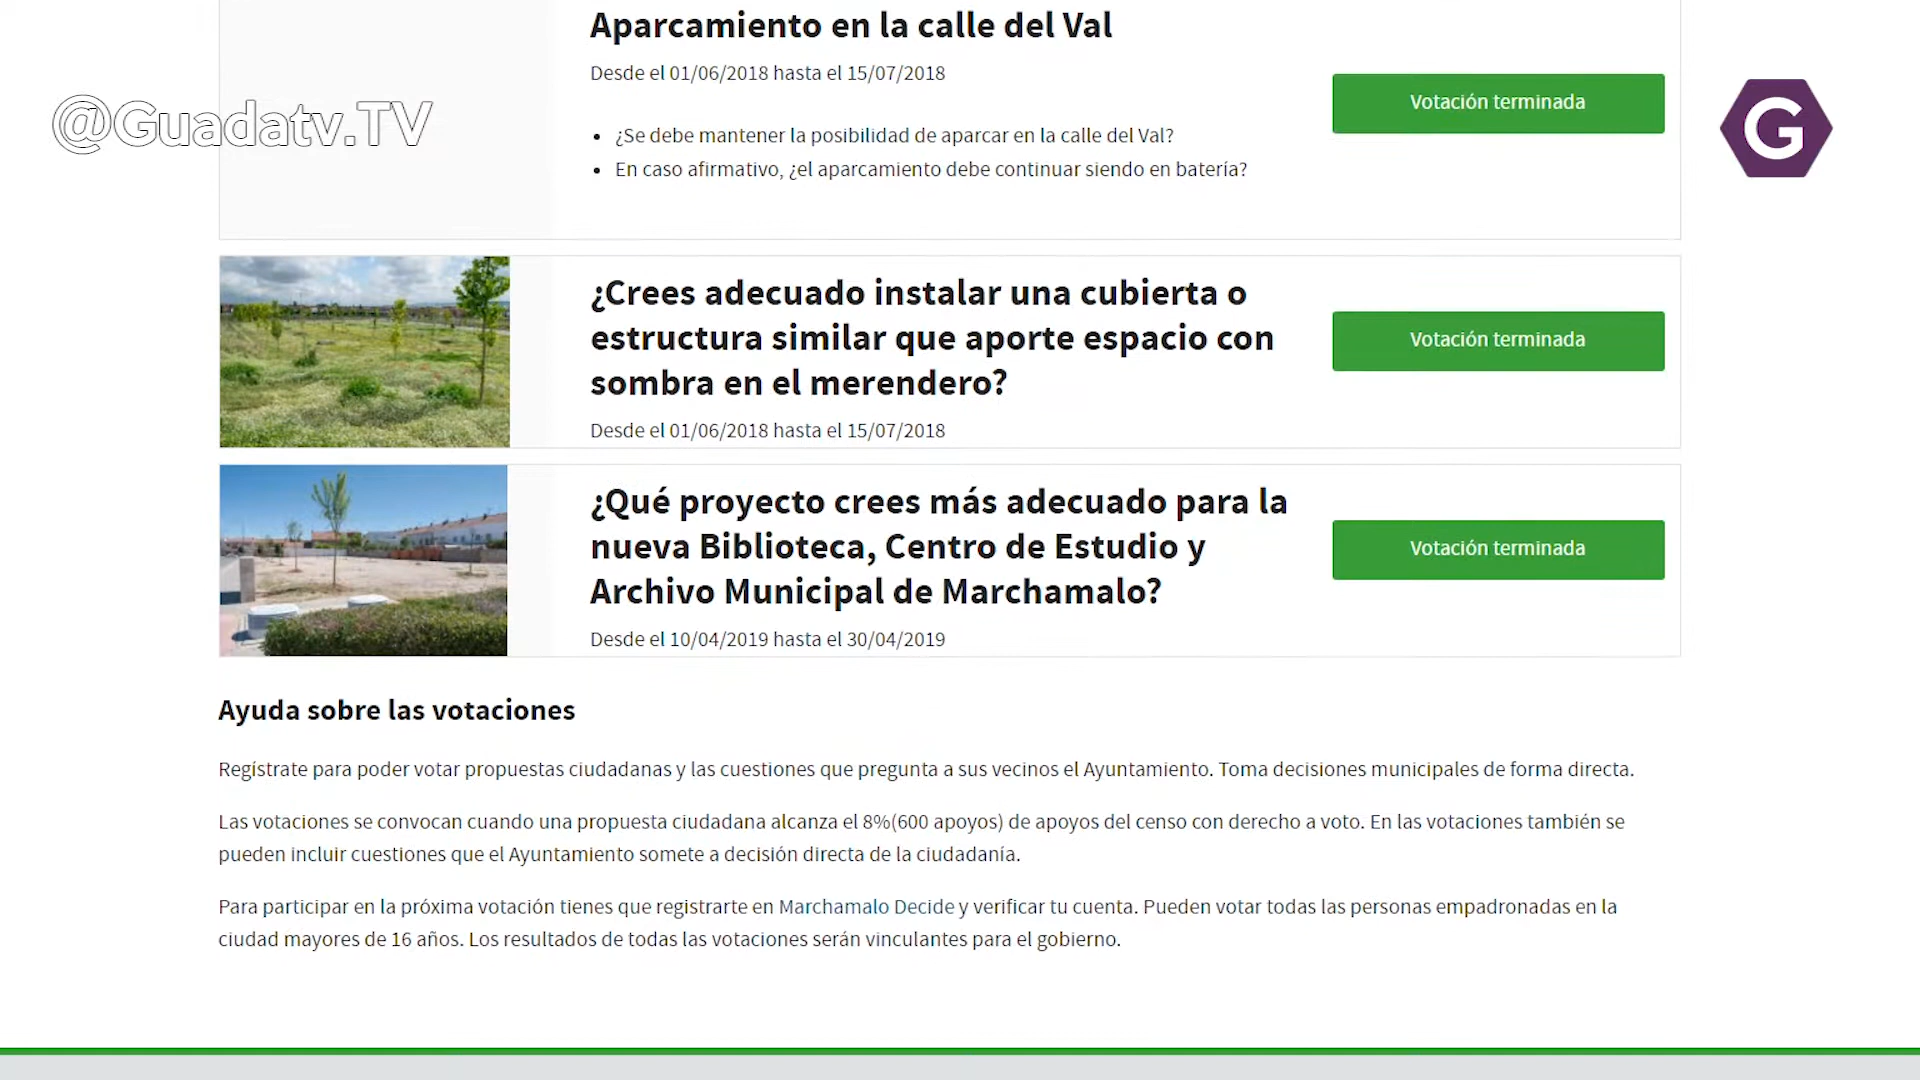 Aparcamiento en la calle del Val
Desde el 01/06/2018 hasta el 15/07/2018
Votación terminada
@Guadatv.TV
G
¿Se debe mantener la posibilidad de aparcar en la calle del Val?
En caso afirmativo, ¿el aparcamiento debe continuar siendo en batería?
¿Crees adecuado instalar una cubierta o
estructura similar que aporte espacio con
sombra en el merendero?
Votación terminada
Desde el 01/06/2018 hasta el 15/07/2018
¿Qué proyecto crees más adecuado para la
nueva Biblioteca, Centro de Estudio y
Archivo Municipal de Marchamalo?
Votación terminada
Desde el 10/04/2019 hasta el 30/04/2019
Ayuda sobre las votaciones
Regístrate para poder votar propuestas ciudadanas y las cuestiones que pregunta a sus vecinos el Ayuntamiento. Toma decisiones municipales de forma directa.
Las votaciones se convocan cuando una propuesta ciudadana alcanza el 8%(600 apoyos) de apoyos del censo con derecho a voto. En las votaciones también se
pueden incluir cuestiones que el Ayuntamiento somete a decisión directa de la ciudadanía.
Para participar en la próxima votación tienes que registrarte en Marchamalo Decide y verificar tu cuenta. Pueden votar todas las personas empadronadas en la
ciudad mayores de 16 años. Los resultados de todas las votaciones serán vinculantes para el gobierno.